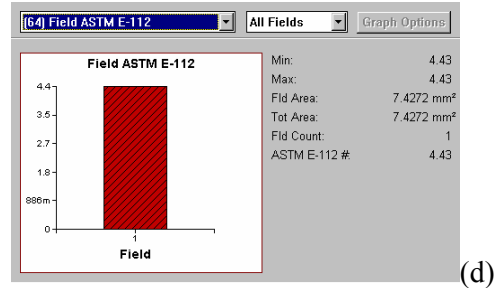 (64) Field ASTM E-112 All Fields Graph Options
Field ASTM E-112
4.4
3.5
2.7
1.8
886m
0
1
Field
Min: 4.43
Max: 4.43
Fld Area: 7.4272 mm²
Tot Area: 7.4272 mm²
Fld Count: 1
ASTM E-112 #: 4.43
(d)